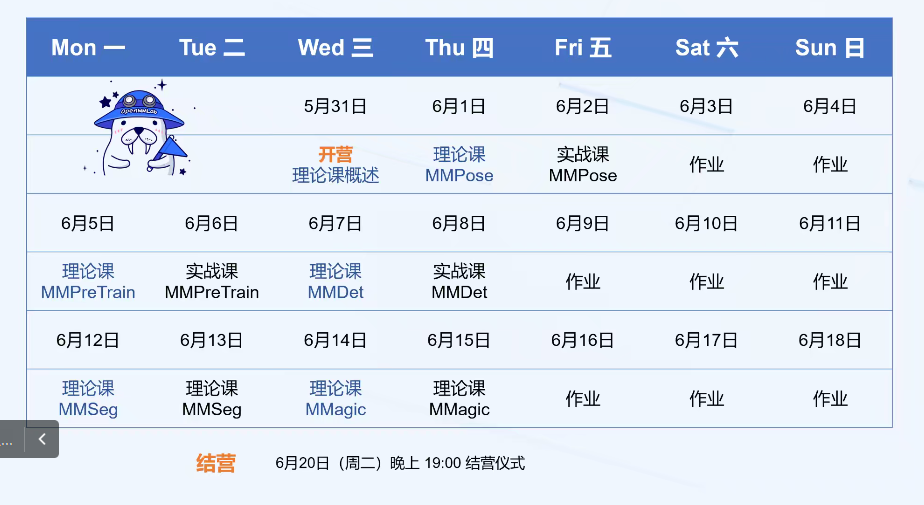 Mon 一 Tue 二 Wed 三 Thu 四 Fri 五 Sat 六 Sun 日
OpenMMLab
5月31日 6月1日 6月2日 6月3日 6月4日
开营 理论课 实战课 作业 作业
理论课概述 MMPose MMPose
6月5日 6月6日 6月7日 6月8日 6月9日 6月10日 6月11日
理论课 实战课 理论课 实战课 作业 作业 作业
MMPreTrain MMPreTrain MMDet MMDet
6月12日 6月13日 6月14日 6月15日 6月16日 6月17日 6月18日
理论课 理论课 理论课 理论课 作业 作业 作业
MMSeg MMSeg MMagic MMagic
...
结营 6月20日（周二）晚上 19:00 结营仪式